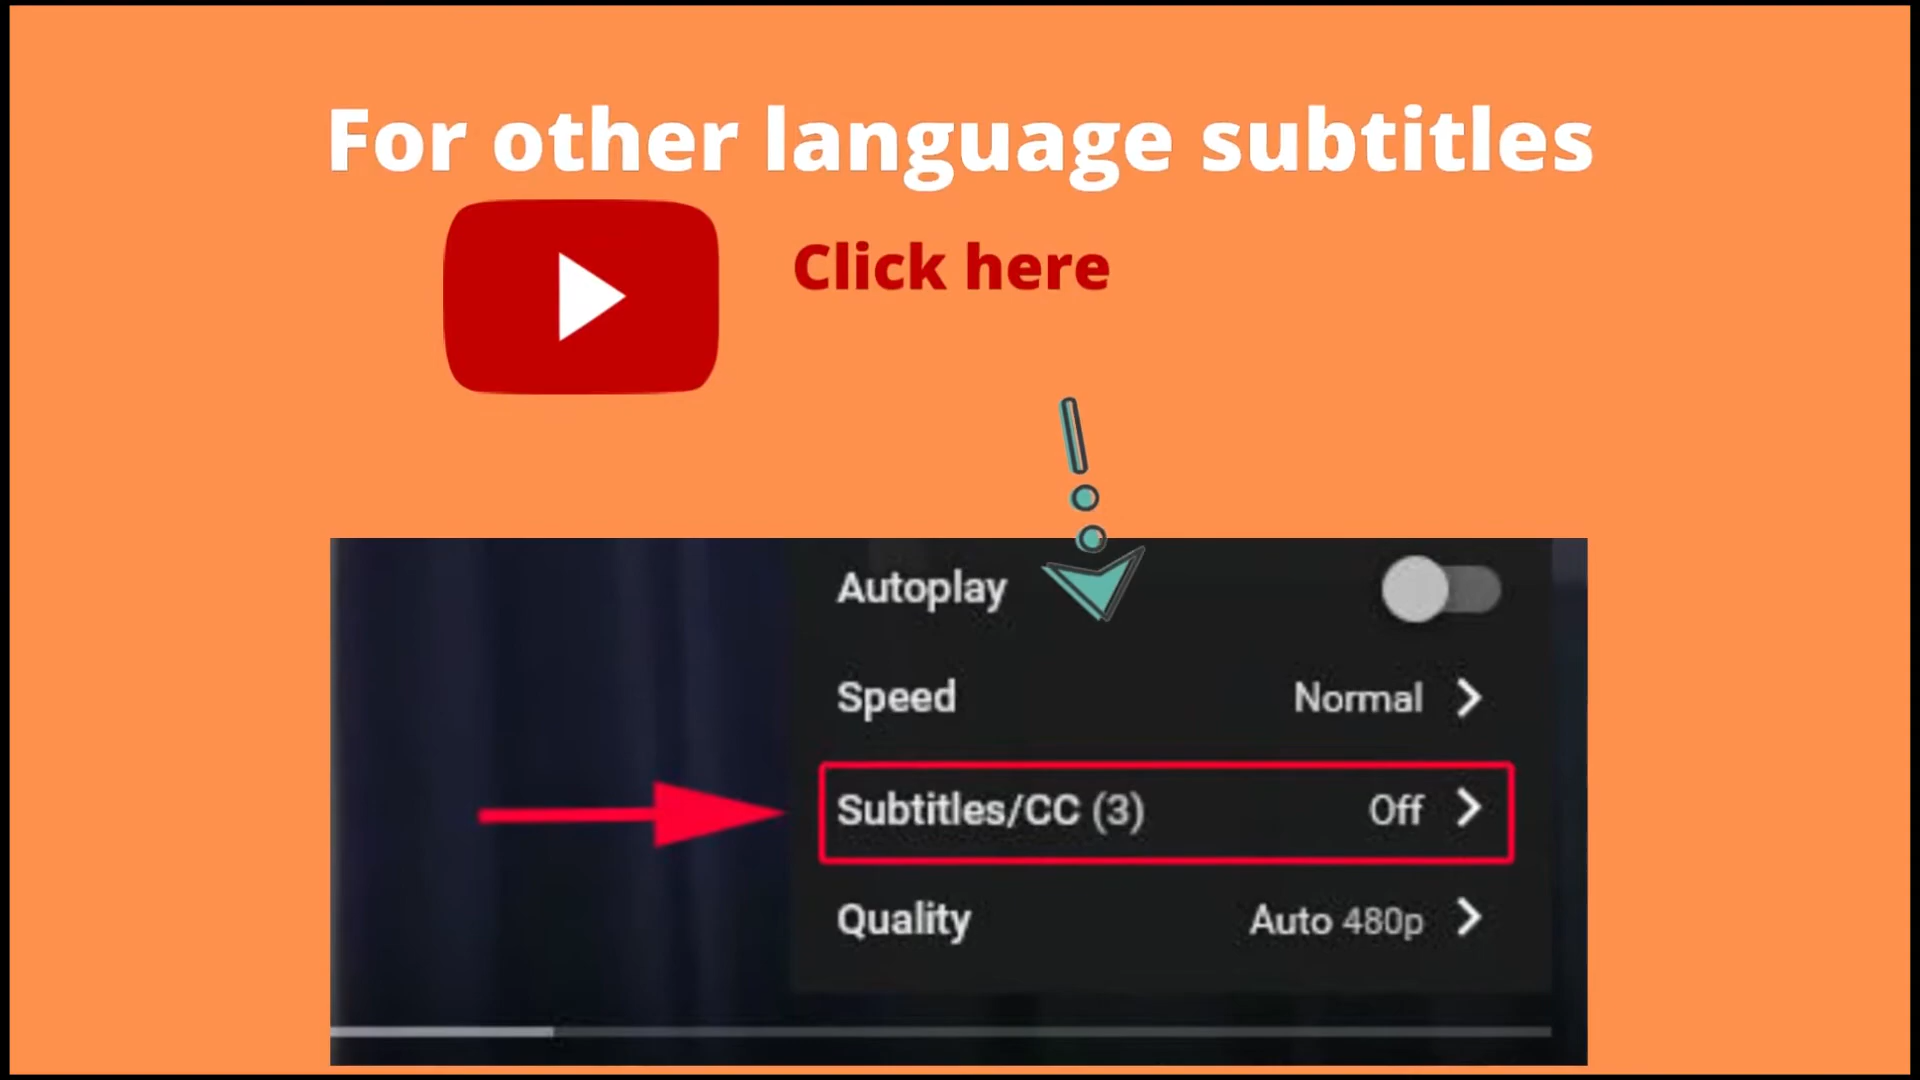 For other language subtitles
Click here
Autoplay
Speed Normal
Subtitles/CC (3) Off
Quality Auto 480p